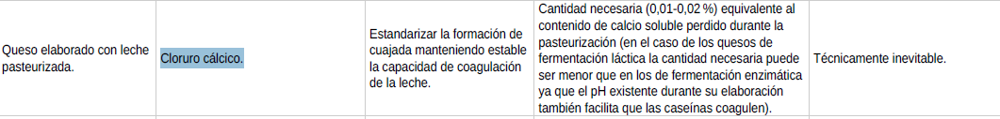 Queso elaborado con leche
pasteurizada.
Cloruro cálcico.
Estandarizar la formación de
cuajada manteniendo estable
la capacidad de coagulación
de la leche.
Cantidad necesaria (0,01-0,02 %) equivalente al
contenido de calcio soluble perdido durante la
pasteurización (en el caso de los quesos de
fermentación láctica la cantidad necesaria puede
ser menor que en los de fermentación enzimática
ya que el pH existente durante su elaboración
también facilita que las caseínas coagulen).
Técnicamente inevitable.